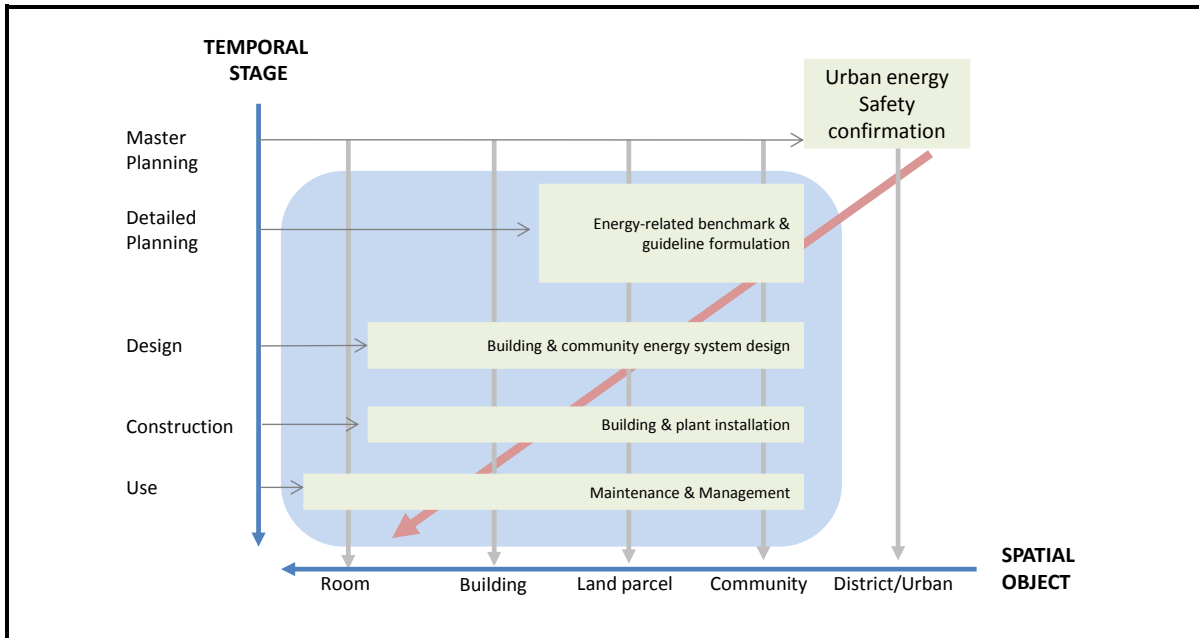 TEMPORAL
STAGE
Urban energy
Safety
confirmation
Master
Planning
Detailed
Planning
Energy-related benchmark &
guideline formulation
Design
Building & community energy system design
Construction
Building & plant installation
Use
Maintenance & Management
Room
Building
Land parcel
Community
District/Urban
SPATIAL
OBJECT